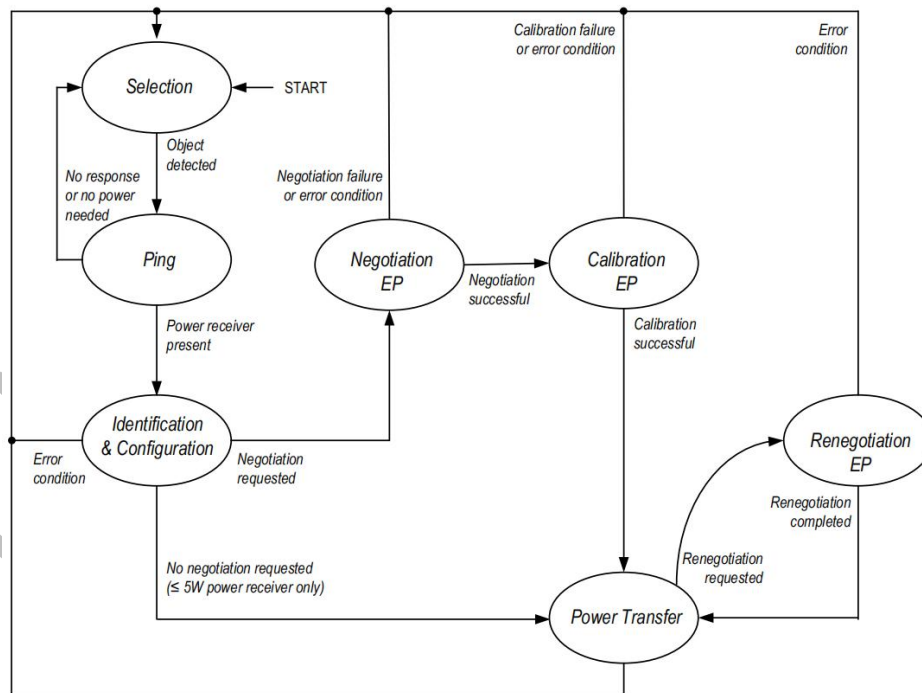 Calibration failure
or error condition
Error
condition
Selection
START
Object
detected
No response
or no power
needed
Negotiation failure
or error condition
Ping
Negotiation
EP
Negotiation
successful
Calibration
EP
Power receiver
present
Calibration
successful
Identification
& Configuration
Error
condition
Negotiation
requested
Renegotiation
EP
Renegotiation
completed
No negotiation requested
(≤ 5W power receiver only)
Renegotiation
requested
Power Transfer